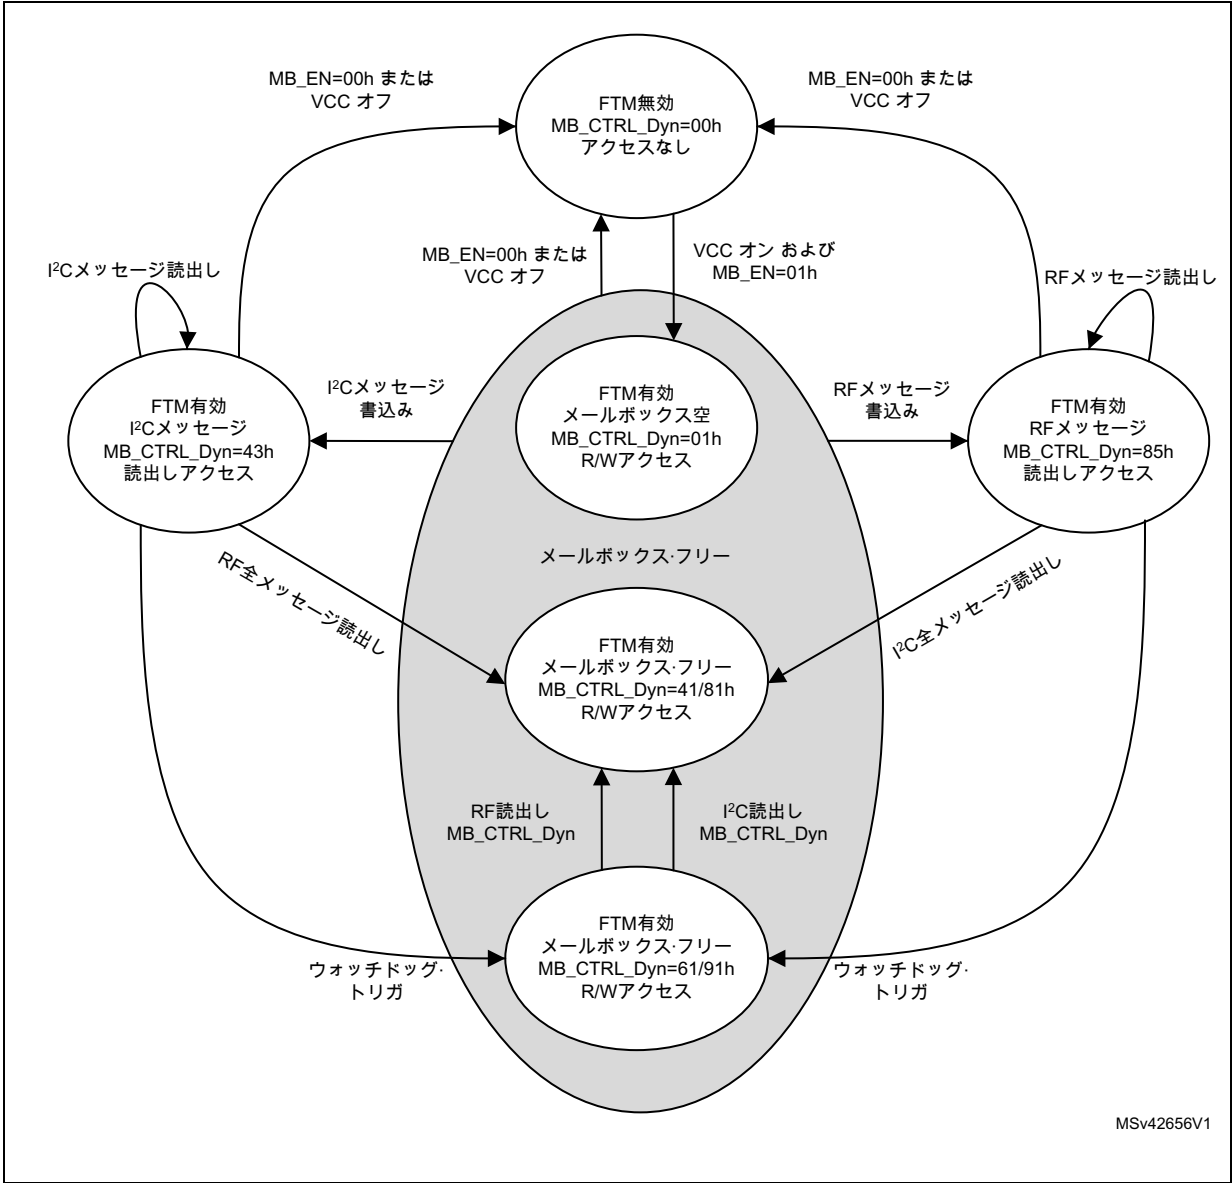 MB_EN=00h または
VCC オフ
FTM無効
MB_CTRL_Dyn=00h
アクセスなし
MB_EN=00h または
VCC オフ
MB_EN=00h または
VCC オフ
VCC オン および
MB_EN=01h
I²Cメッセージ読出し
RFメッセージ読出し
FTM有効
I²Cメッセージ
MB_CTRL_Dyn=43h
読出しアクセス
I²Cメッセージ
書込み
FTM有効
メールボックス空
MB_CTRL_Dyn=01h
R/Wアクセス
RFメッセージ
書込み
FTM有効
RFメッセージ
MB_CTRL_Dyn=85h
読出しアクセス
メールボックス·フリー
RF全メッセージ読出し
I²C全メッセージ読出し
FTM有効
メールボックス·フリー
MB_CTRL_Dyn=41/81h
R/Wアクセス
RF読出し
MB_CTRL_Dyn
I²C読出し
MB_CTRL_Dyn
FTM有効
メールボックス·フリー
MB_CTRL_Dyn=61/91h
R/Wアクセス
ウォッチドッグ·
トリガ
ウォッチドッグ·
トリガ
MSv42656V1